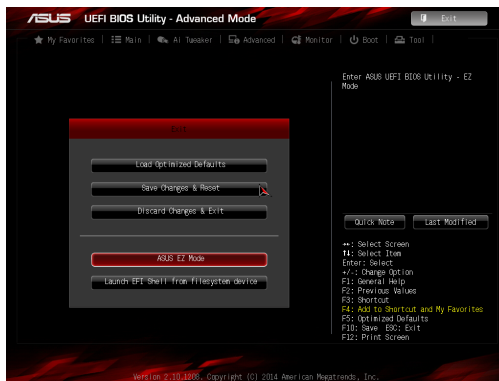 ASUS UEFI BIOS Utility - Advanced Mode
Exit
My Favorites | Main | Ai Tweaker | Advanced | Monitor | Boot | Tool |
Enter ASUS UEFI BIOS Utility - EZ
Mode
Exit
Load Optimized Defaults
Save Changes & Reset
Discard Changes & Exit
ASUS EZ Mode
Launch EFI Shell from filesystem device
Quick Note
Last Modified
→←: Select Screen
↑↓: Select Item
Enter: Select
+/-: Change Option
F1: General Help
F2: Previous Values
F3: Shortcut
F4: Add to Shortcut and My Favorites
F5: Optimized Defaults
F10: Save ESC: Exit
F12: Print Screen
Version 2.10.1208. Copyright (C) 2014 American Megatrends, Inc.